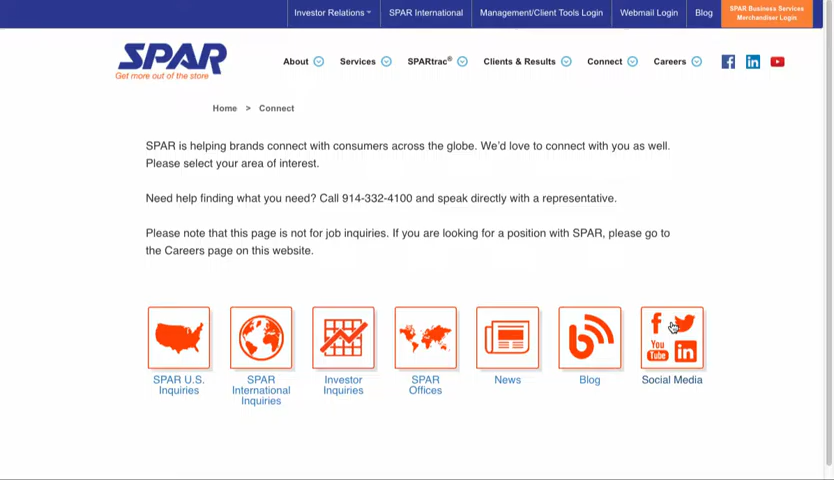 Investor Relations
SPAR International
Management/Client Tools Login
Webmail Login
Blog
SPAR Business Services
Merchandiser Login
SPAR
Get more out of the store
About
Services
SPARtrac®
Clients & Results
Connect
Careers
f
in
Home > Connect
SPAR is helping brands connect with consumers across the globe. We'd love to connect with you as well.
Please select your area of interest.
Need help finding what you need? Call 914-332-4100 and speak directly with a representative.
Please note that this page is not for job inquiries. If you are looking for a position with SPAR, please go to
the Careers page on this website.
b
f
You
Tube
in
SPAR U.S.
Inquiries
SPAR
International
Inquiries
Investor
Inquiries
SPAR
Offices
News
Blog
Social Media